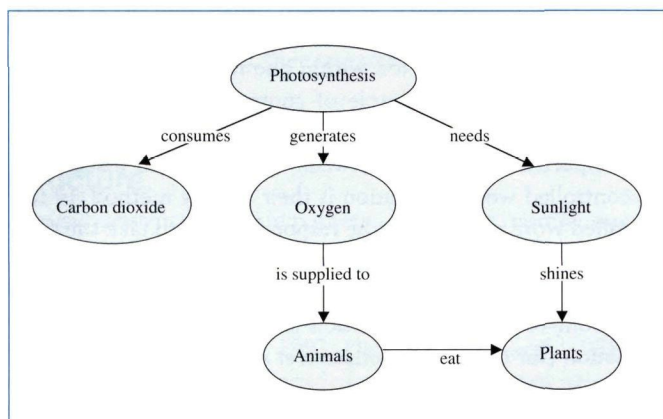 Photosynthesis
consumes generates needs
Carbon dioxide Oxygen Sunlight
is supplied to shines
Animals eat Plants